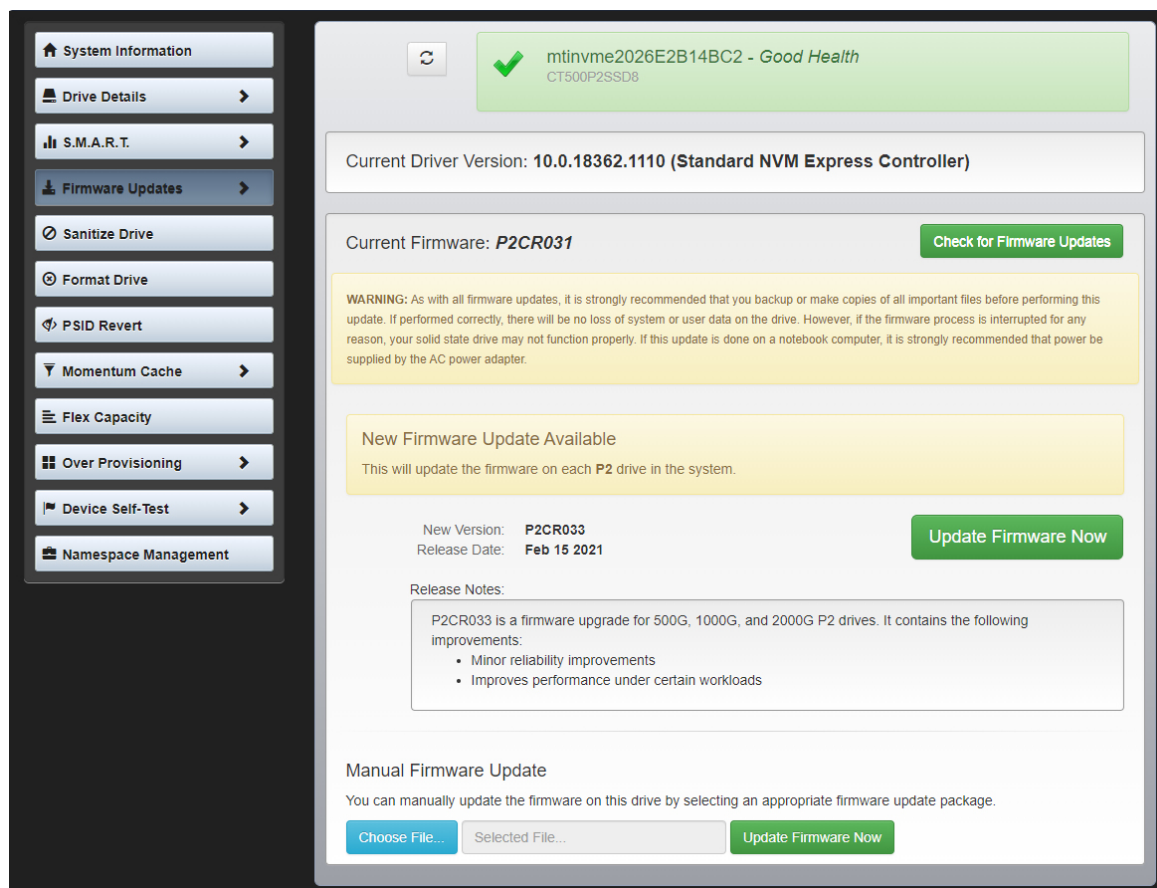 System Information
Drive Details
S.M.A.R.T.
Firmware Updates
Sanitize Drive
Format Drive
PSID Revert
Momentum Cache
Flex Capacity
Over Provisioning
Device Self-Test
Namespace Management
mtinvme2026E2B14BC2 - Good Health
CT500P2SSD8
Current Driver Version: 10.0.18362.1110 (Standard NVM Express Controller)
Current Firmware: P2CR031
Check for Firmware Updates
WARNING: As with all firmware updates, it is strongly recommended that you backup or make copies of all important files before performing this
update. If performed correctly, there will be no loss of system or user data on the drive. However, if the firmware process is interrupted for any
reason, your solid state drive may not function properly. If this update is done on a notebook computer, it is strongly recommended that power be
supplied by the AC power adapter.
New Firmware Update Available
This will update the firmware on each P2 drive in the system.
New Version: P2CR033
Release Date: Feb 15 2021
Update Firmware Now
Release Notes:
P2CR033 is a firmware upgrade for 500G, 1000G, and 2000G P2 drives. It contains the following
improvements:
• Minor reliability improvements
• Improves performance under certain workloads
Manual Firmware Update
You can manually update the firmware on this drive by selecting an appropriate firmware update package.
Choose File... Selected File... Update Firmware Now